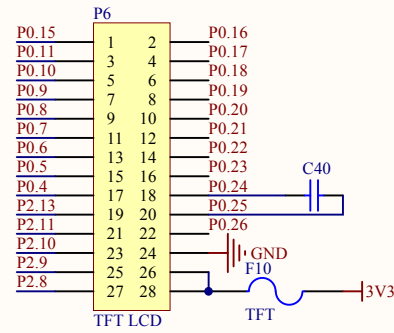 P6
P0.15 1 2 P0.16
P0.11 3 4 P0.17
P0.10 5 6 P0.18
P0.9 7 8 P0.19
P0.8 9 10 P0.20
P0.7 11 12 P0.21
P0.6 13 14 P0.22
P0.5 15 16 P0.23
P0.4 17 18 P0.24 C40
P2.13 19 20 P0.25
P2.11 21 22 P0.26
P2.10 23 24 GND
P2.9 25 26 F10
P2.8 27 28 3V3
TFT LCD TFT